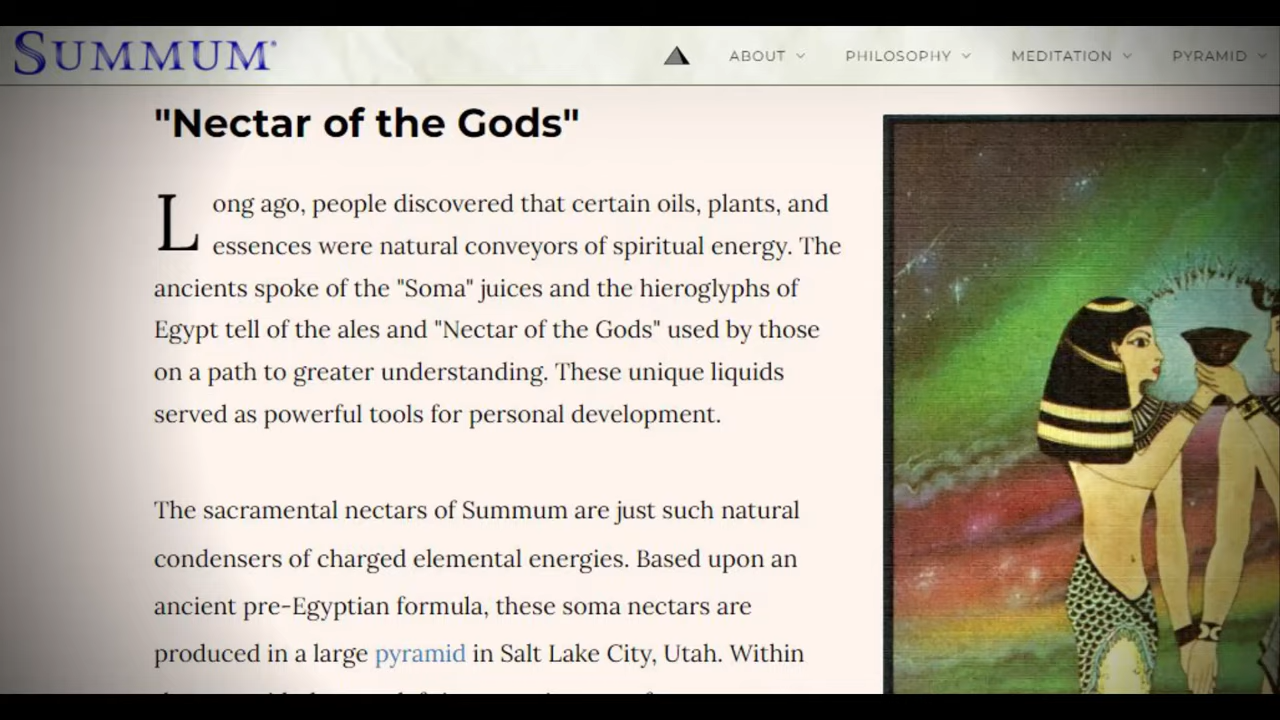 SUMMUM®
ABOUT PHILOSOPHY MEDITATION PYRAMID
"Nectar of the Gods"
Long ago, people discovered that certain oils, plants, and
essences were natural conveyors of spiritual energy. The
ancients spoke of the "Soma" juices and the hieroglyphs of
Egypt tell of the ales and "Nectar of the Gods" used by those
on a path to greater understanding. These unique liquids
served as powerful tools for personal development.
The sacramental nectars of Summum are just such natural
condensers of charged elemental energies. Based upon an
ancient pre-Egyptian formula, these soma nectars are
produced in a large pyramid in Salt Lake City, Utah. Within